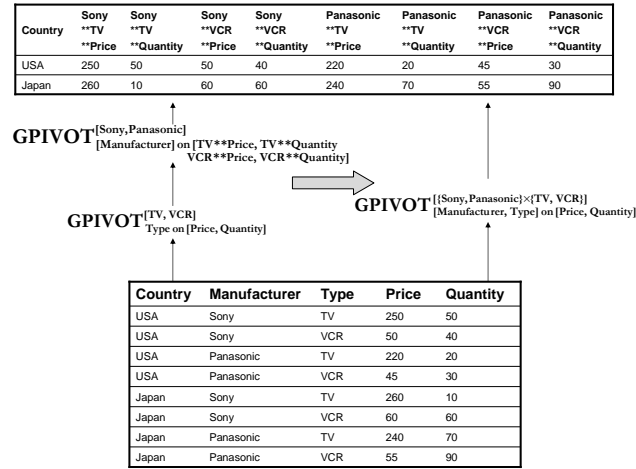 Country Sony **TV **Price Sony **TV **Quantity Sony **VCR **Price Sony **VCR **Quantity Panasonic **TV **Price Panasonic **TV **Quantity Panasonic **VCR **Price Panasonic **VCR **Quantity
USA 250 50 50 40 220 20 45 30
Japan 260 10 60 60 240 70 55 90
GPIVOT [Sony,Panasonic]
[Manufacturer] on [TV**Price, TV**Quantity
VCR**Price, VCR**Quantity]
GPIVOT [{Sony,Panasonic}×{TV, VCR}]
[Manufacturer, Type] on [Price, Quantity]
GPIVOT [TV, VCR]
Type on [Price, Quantity]
Country Manufacturer Type Price Quantity
USA Sony TV 250 50
USA Sony VCR 50 40
USA Panasonic TV 220 20
USA Panasonic VCR 45 30
Japan Sony TV 260 10
Japan Sony VCR 60 60
Japan Panasonic TV 240 70
Japan Panasonic VCR 55 90